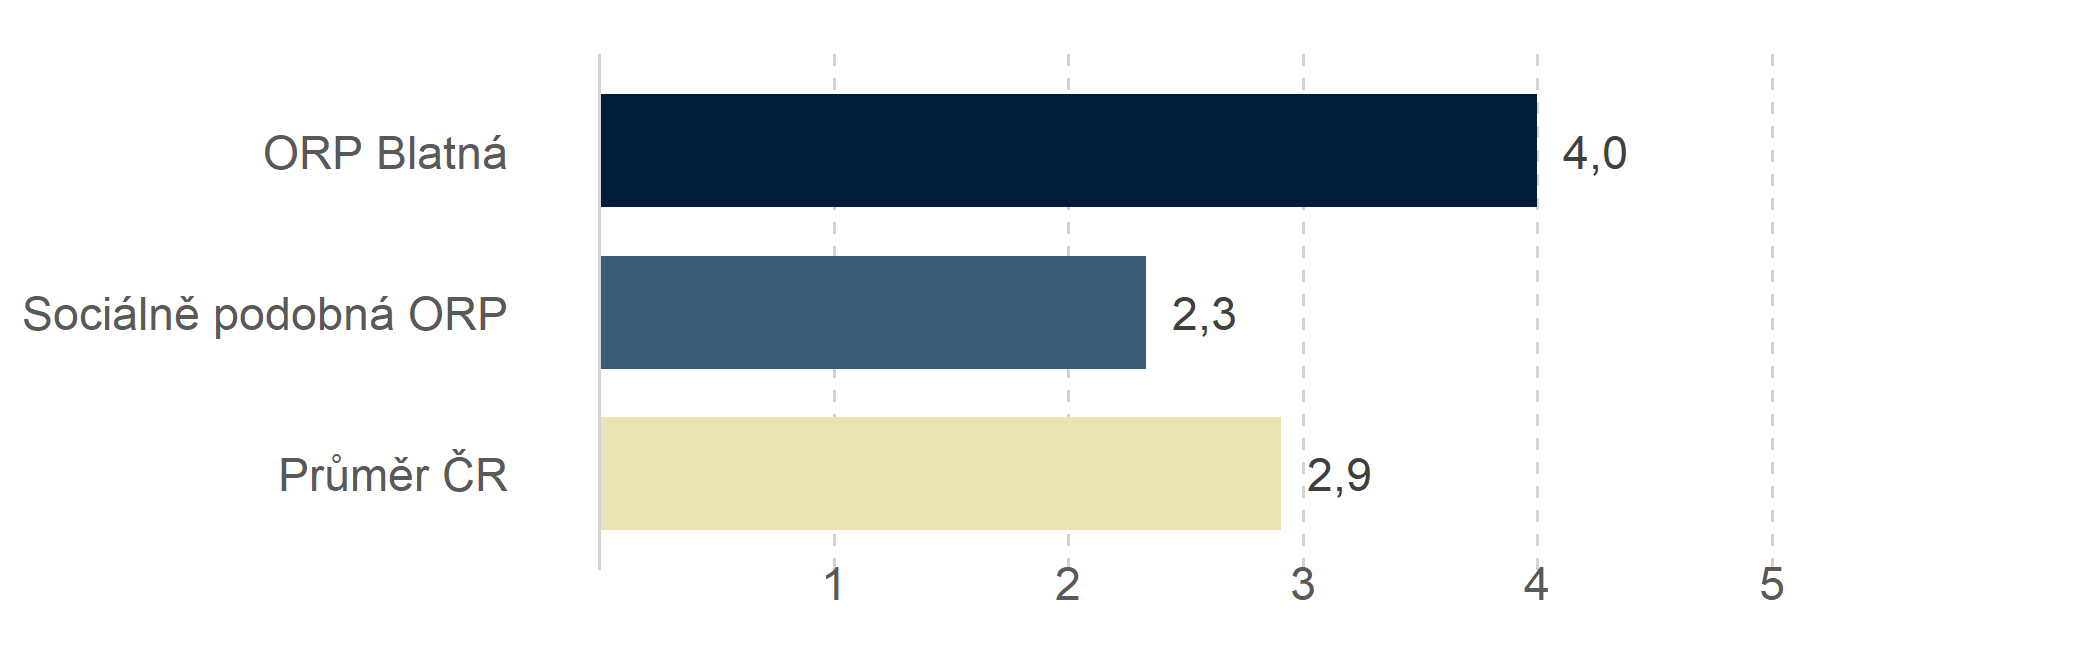 ORP Blatná
4,0
Sociálně podobná ORP
2,3
Průměr ČR
2,9
1 2 3 4 5